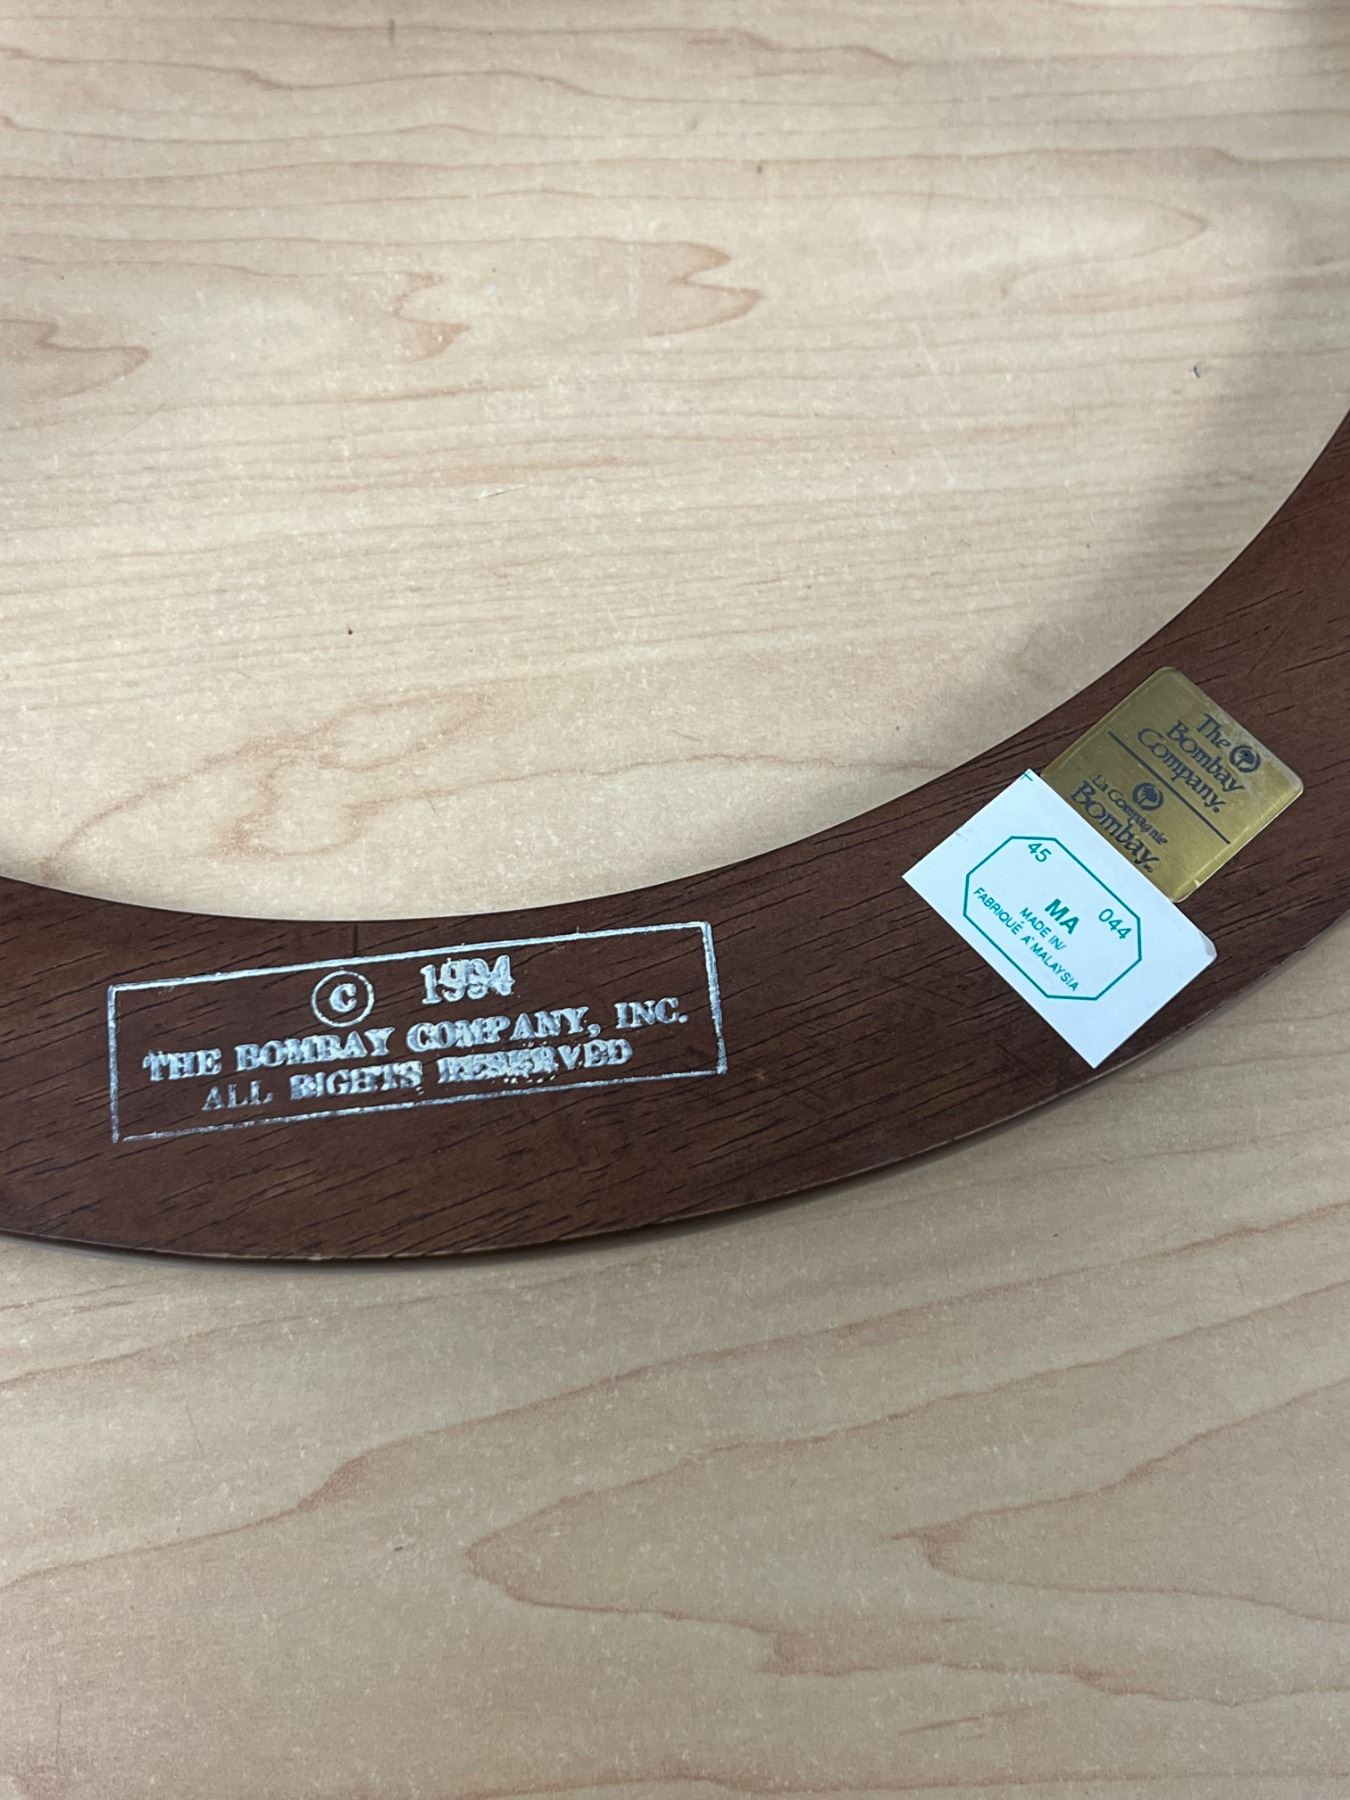 © 1994
THE BOMBAY COMPANY, INC.
ALL RIGHTS RESERVED
The
Bombay
Company®
La Compagnie
Bombay®
45
MA
044
MADE IN/
FABRIQUÉ À MALAYSIA